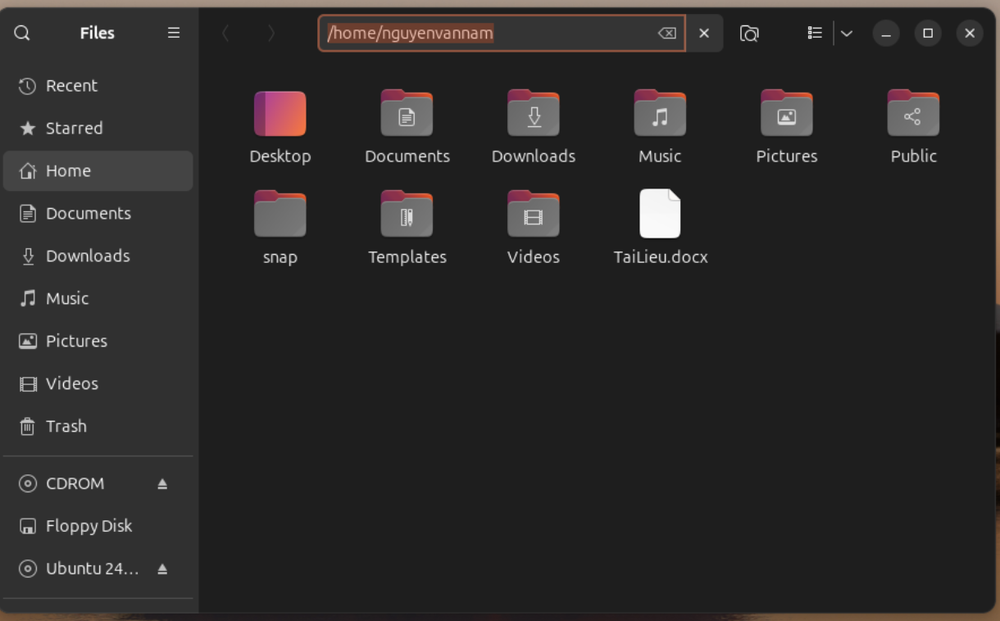 Files
/home/nguyenvannam
Recent
Starred
Home
Documents
Downloads
Music
Pictures
Videos
Trash
CDROM
Floppy Disk
Ubuntu 24...
Desktop
Documents
Downloads
Music
Pictures
Public
snap
Templates
Videos
TaiLieu.docx